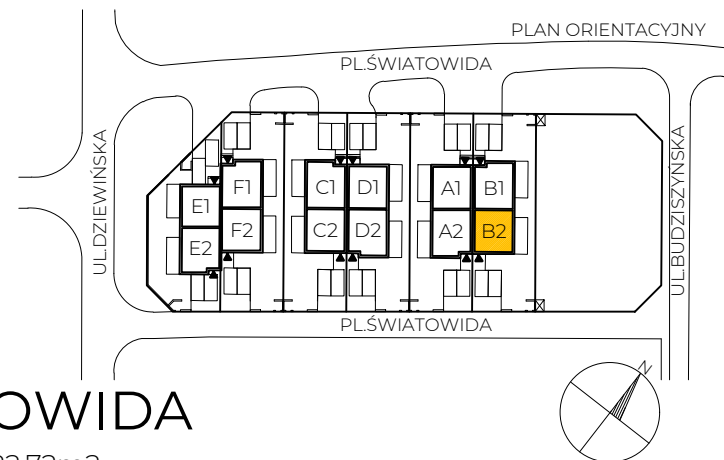 PLAN ORIENTACYJNY
PL.ŚWIATOWIDA
UL.DZIEWIŃSKA
UL.BUDZISZYNSKA
F1 C1 D1 A1 B1
E1
F2 C2 D2 A2 B2
E2
PL.ŚWIATOWIDA
N
OWIDA